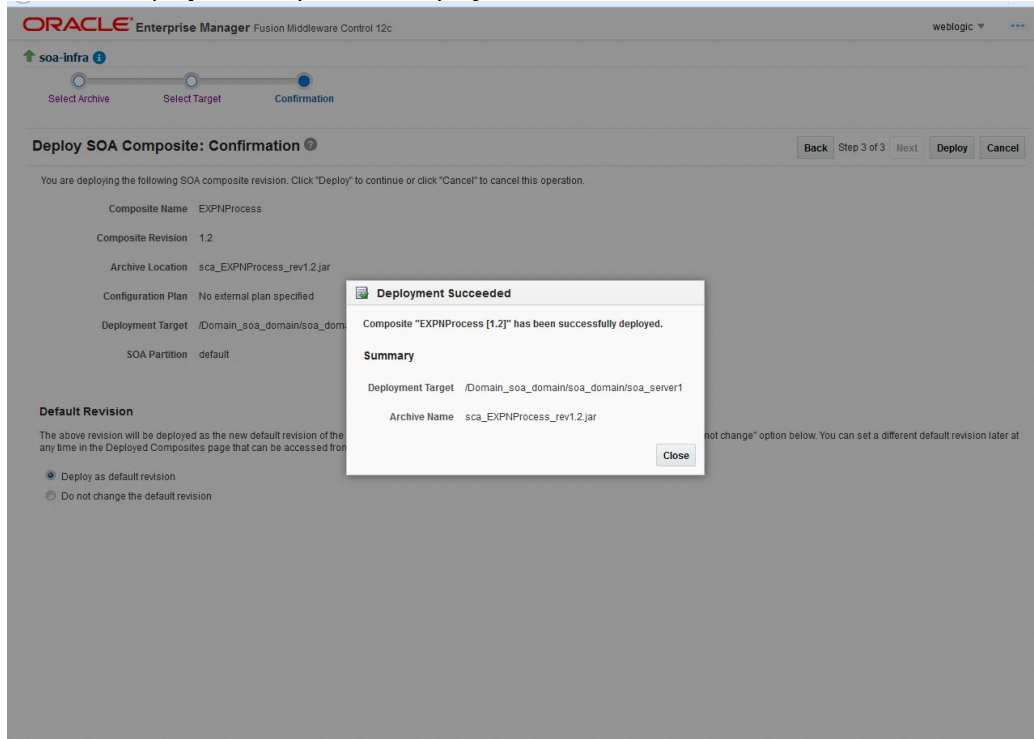 ORACLE Enterprise Manager Fusion Middleware Control 12c
weblogic
soa-infra
Select Archive Select Target Confirmation
Deploy SOA Composite: Confirmation
Back Step 3 of 3 Next Deploy Cancel
You are deploying the following SOA composite revision. Click "Deploy" to continue or click "Cancel" to cancel this operation.
Composite Name EXPNProcess
Composite Revision 1.2
Archive Location sca_EXPNProcess_rev1.2.jar
Configuration Plan No external plan specified
Deployment Target /Domain_soa_domain/soa_dom
SOA Partition default
Deployment Succeeded
Composite "EXPNProcess [1.2]" has been successfully deployed.
Summary
Deployment Target /Domain_soa_domain/soa_domain/soa_server1
Archive Name sca_EXPNProcess_rev1.2.jar
Close
Default Revision
The above revision will be deployed as the new default revision of the not change" option below. You can set a different default revision later at
any time in the Deployed Composites page that can be accessed from
Deploy as default revision
Do not change the default revision